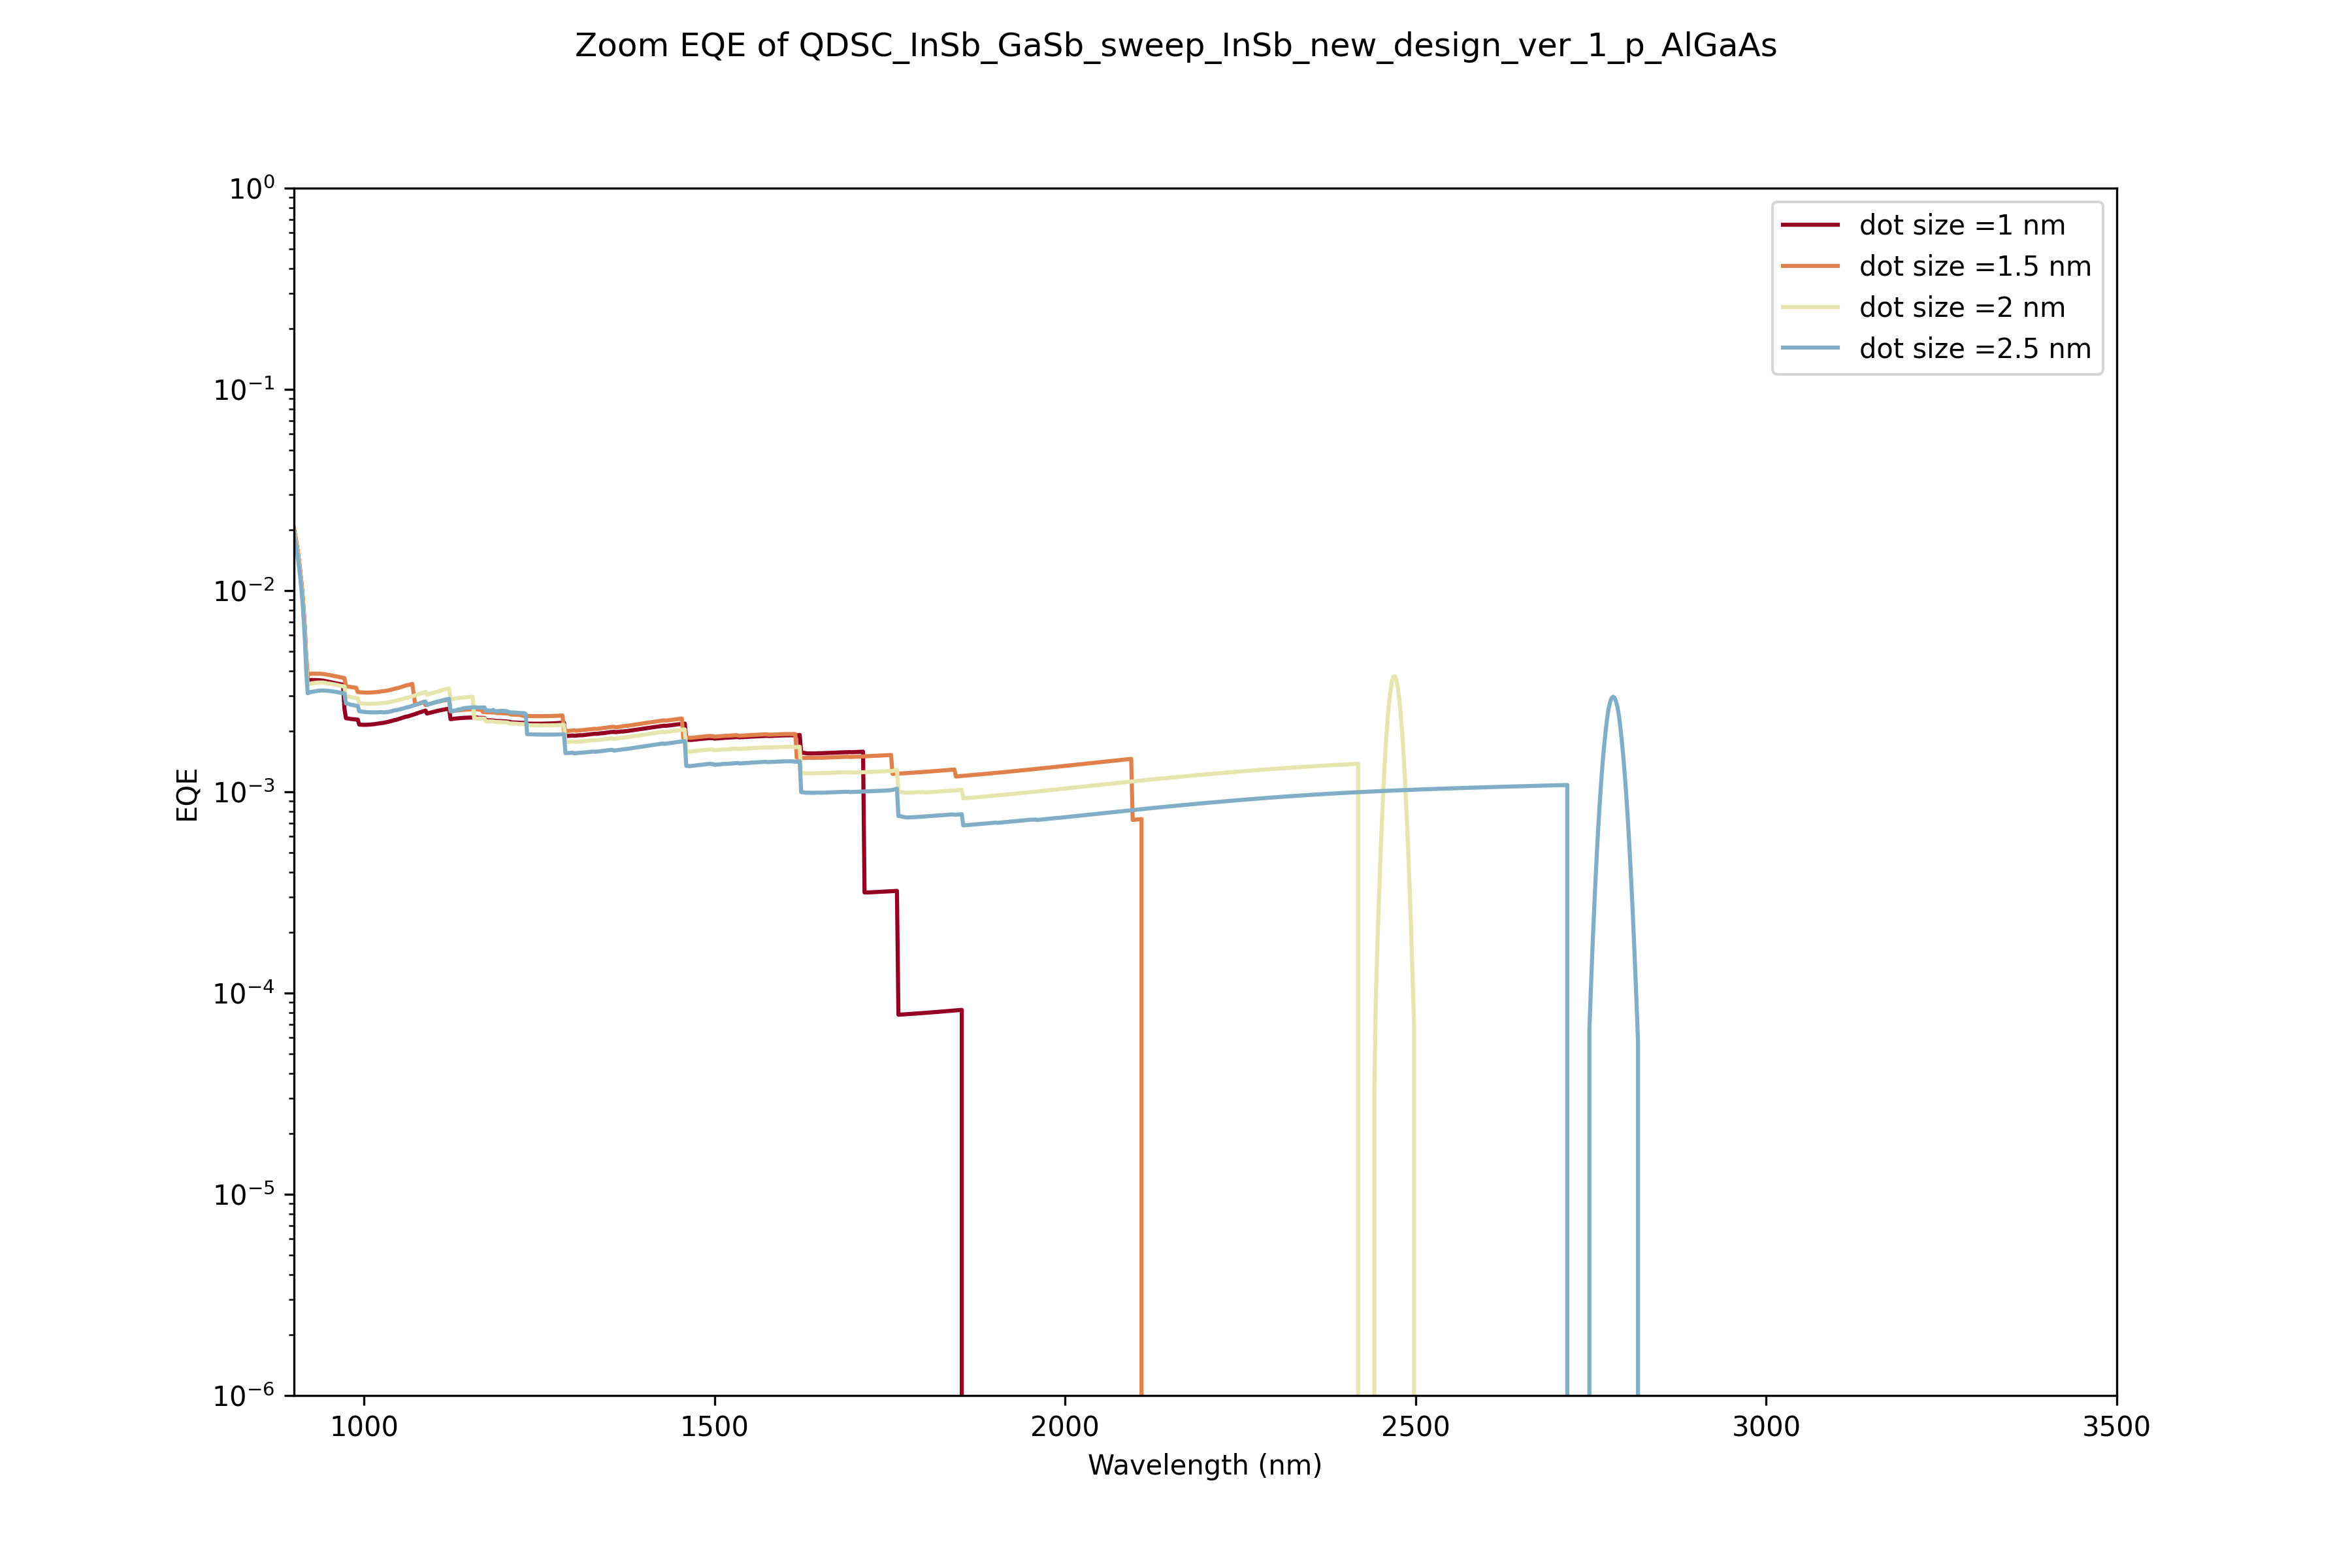 Zoom EQE of QDSC_InSb_GaSb_sweep_InSb_new_design_ver_1_p_AlGaAs
dot size =1 nm
dot size =1.5 nm
dot size =2 nm
dot size =2.5 nm
EQE
10⁰
10⁻¹
10⁻²
10⁻³
10⁻⁴
10⁻⁵
10⁻⁶
1000 1500 2000 2500 3000 3500
Wavelength (nm)